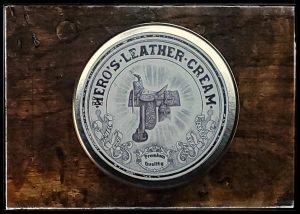 HERO'S · LEATHER · CREAM
Premium
Quality